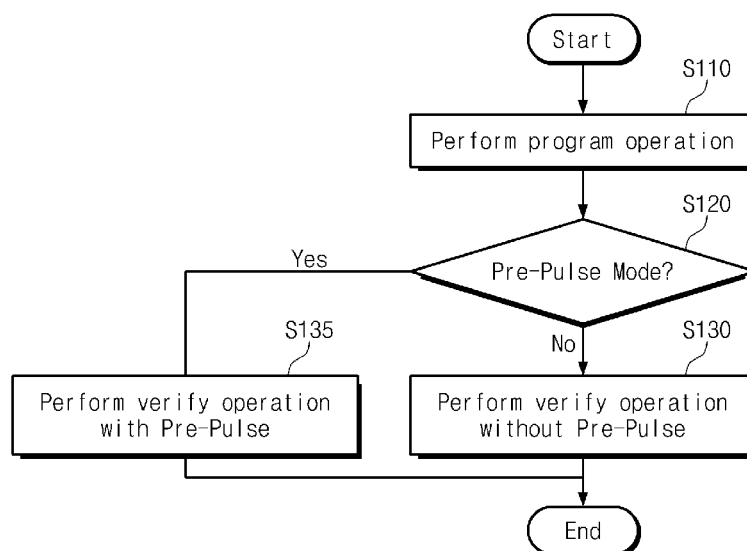 Start
S110
Perform program operation
S120
Pre-Pulse Mode?
Yes
No
S135
Perform verify operation
with Pre-Pulse
S130
Perform verify operation
without Pre-Pulse
End